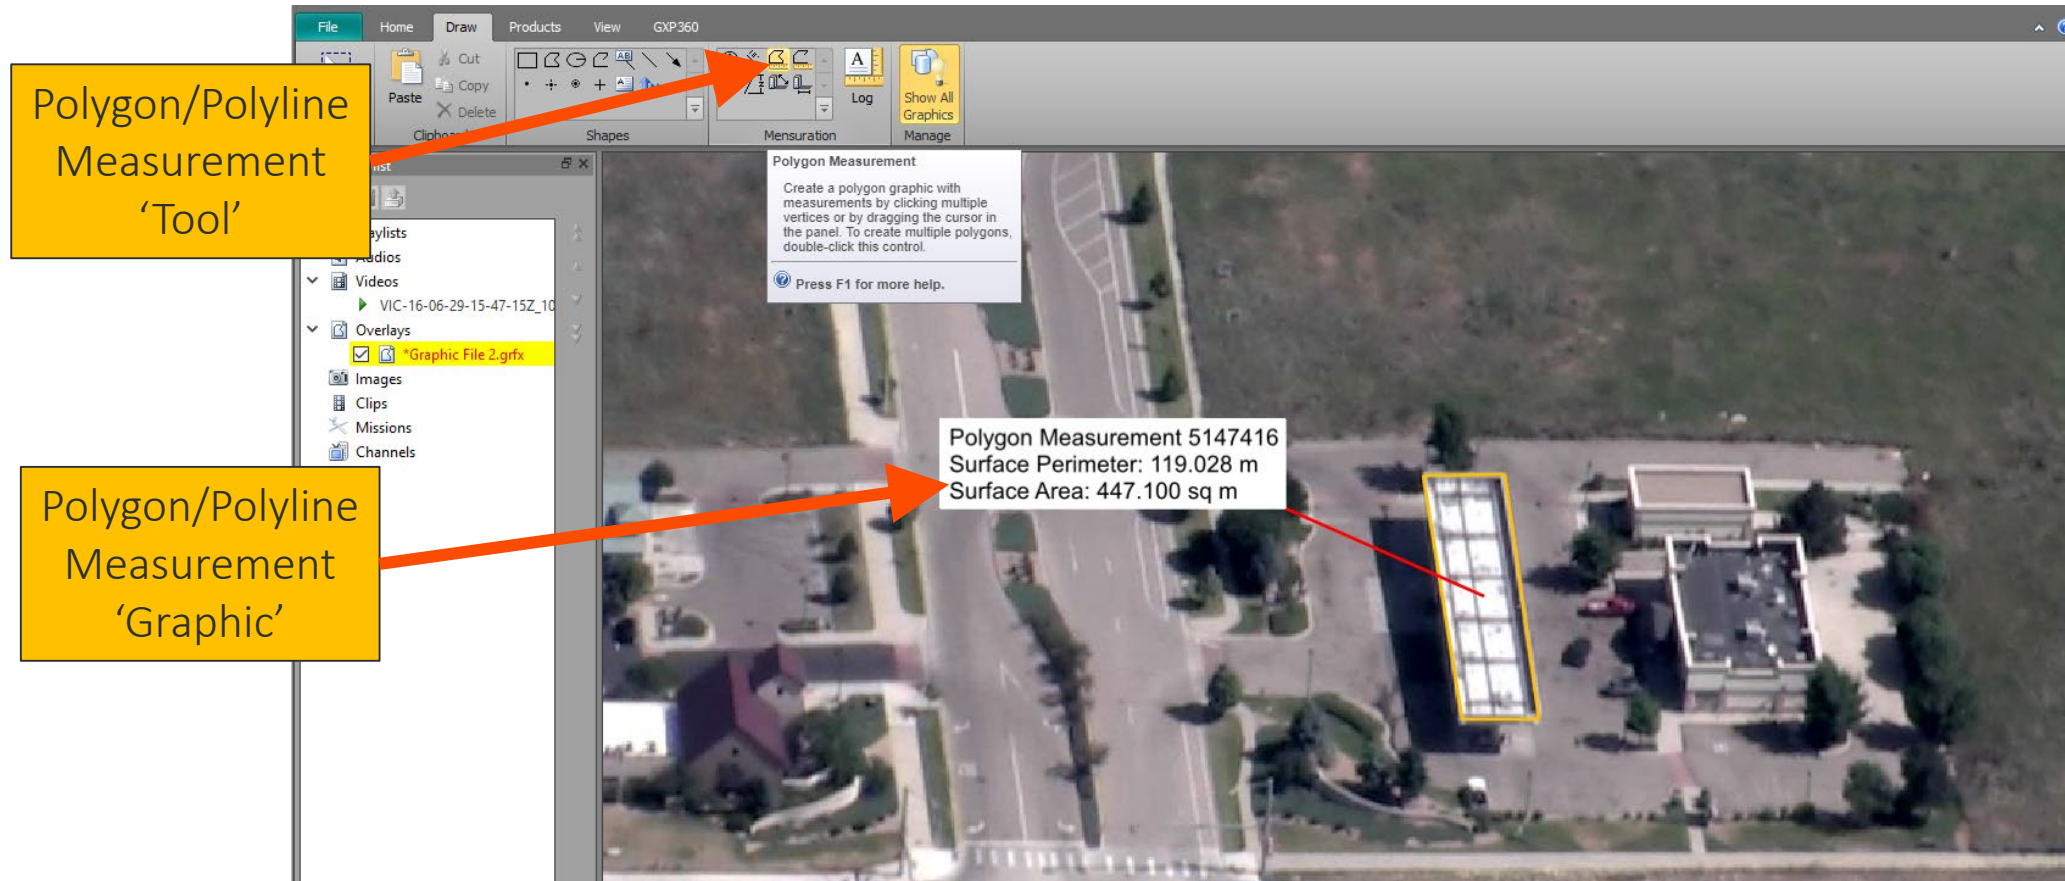 File Home Draw Products View GXP360
Cut
Copy
Paste
Delete
AB
A
A
Log
Show All
Graphics
Shapes
Mensuration
Manage
Polygon/Polyline
Measurement
‘Tool’
Polygon Measurement
Create a polygon graphic with
measurements by clicking multiple
vertices or by dragging the cursor in
the panel. To create multiple polygons,
double-click this control.
Press F1 for more help.
Videos
VIC-16-06-29-15-47-15Z_10
Overlays
*Graphic File 2.grfx
Images
Clips
Missions
Channels
Polygon Measurement 5147416
Surface Perimeter: 119.028 m
Surface Area: 447.100 sq m
Polygon/Polyline
Measurement
‘Graphic’